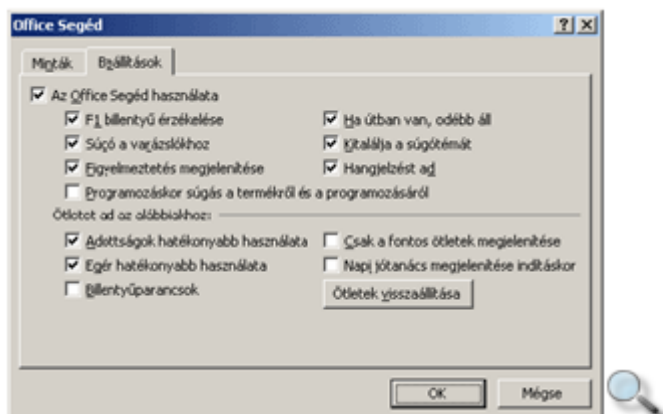 Office Segéd
Minták Beállítások
Az Office Segéd használata
F1 billentyű érzékelése Ha útban van, odébb áll
Súgó a varázslókhoz Kitalálja a súgótémát
Figyelmeztetés megjelenítése Hangjelzést ad
Programozáskor súgás a termékről és a programozásáról
Ötletet ad az alábbiakhoz:
Adottságok hatékonyabb használata Csak a fontos ötletek megjelenítése
Egér hatékonyabb használata Napi jótanács megjelenítése indításkor
Billentyűparancsok Ötletek visszaállítása
OK Mégse